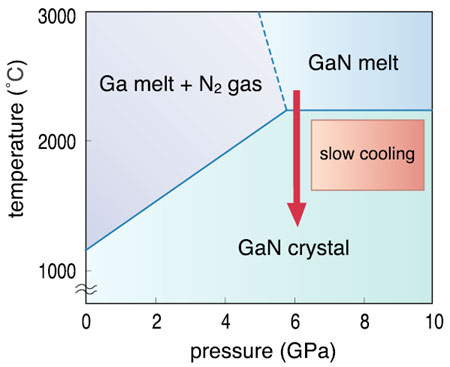 3000
2000
1000
temperature (°C)
Ga melt + N₂ gas
GaN melt
slow cooling
GaN crystal
0
2
4
6
8
10
pressure (GPa)